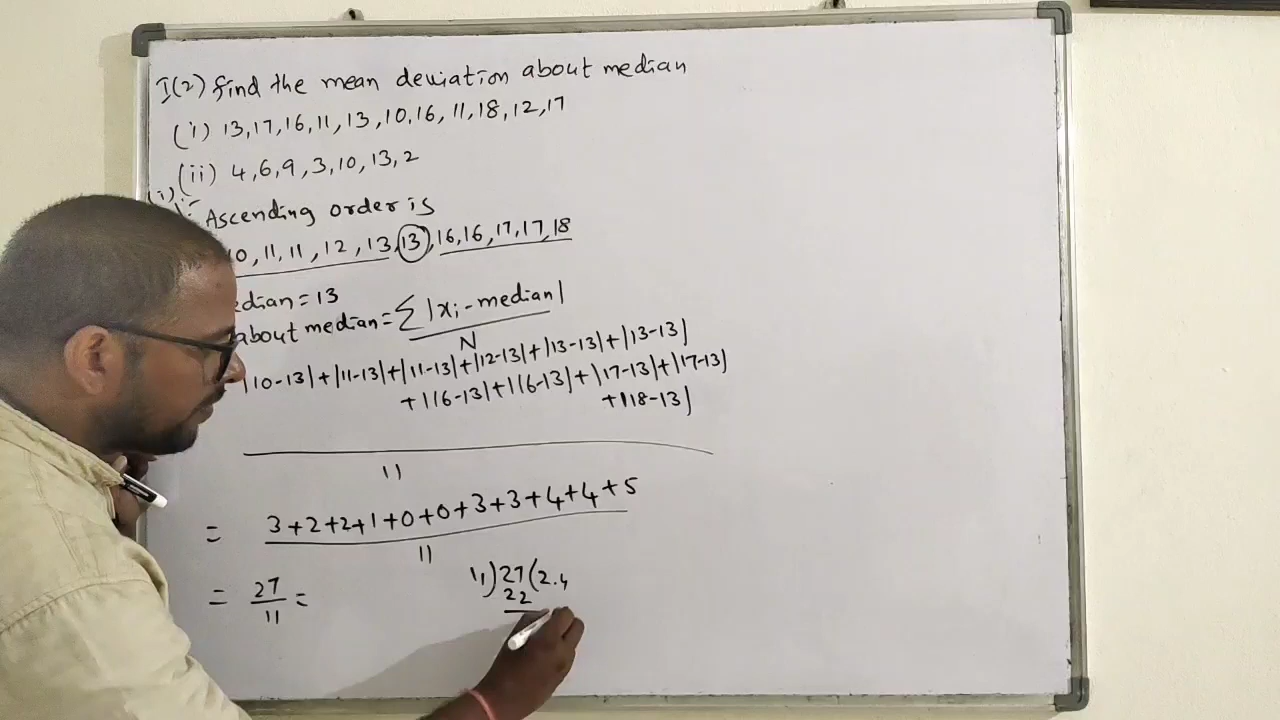 I(2) find the mean deviation about median
(i) 13,17,16,11,13,10,16,11,18,12,17
(ii) 4,6,9,3,10,13,2
(i)
Ascending order is
10,11,11,12,13,13,16,16,17,17,18
edian=13
about median=∑|xi-median|
N
|10-13|+|11-13|+|11-13|+|12-13|+|13-13|+|13-13|
+|16-13|+|16-13|+|17-13|+|17-13|
+|18-13|
11
= 3+2+2+1+0+0+3+3+4+4+5
11
= 27 =
11
11)27(2.4
22